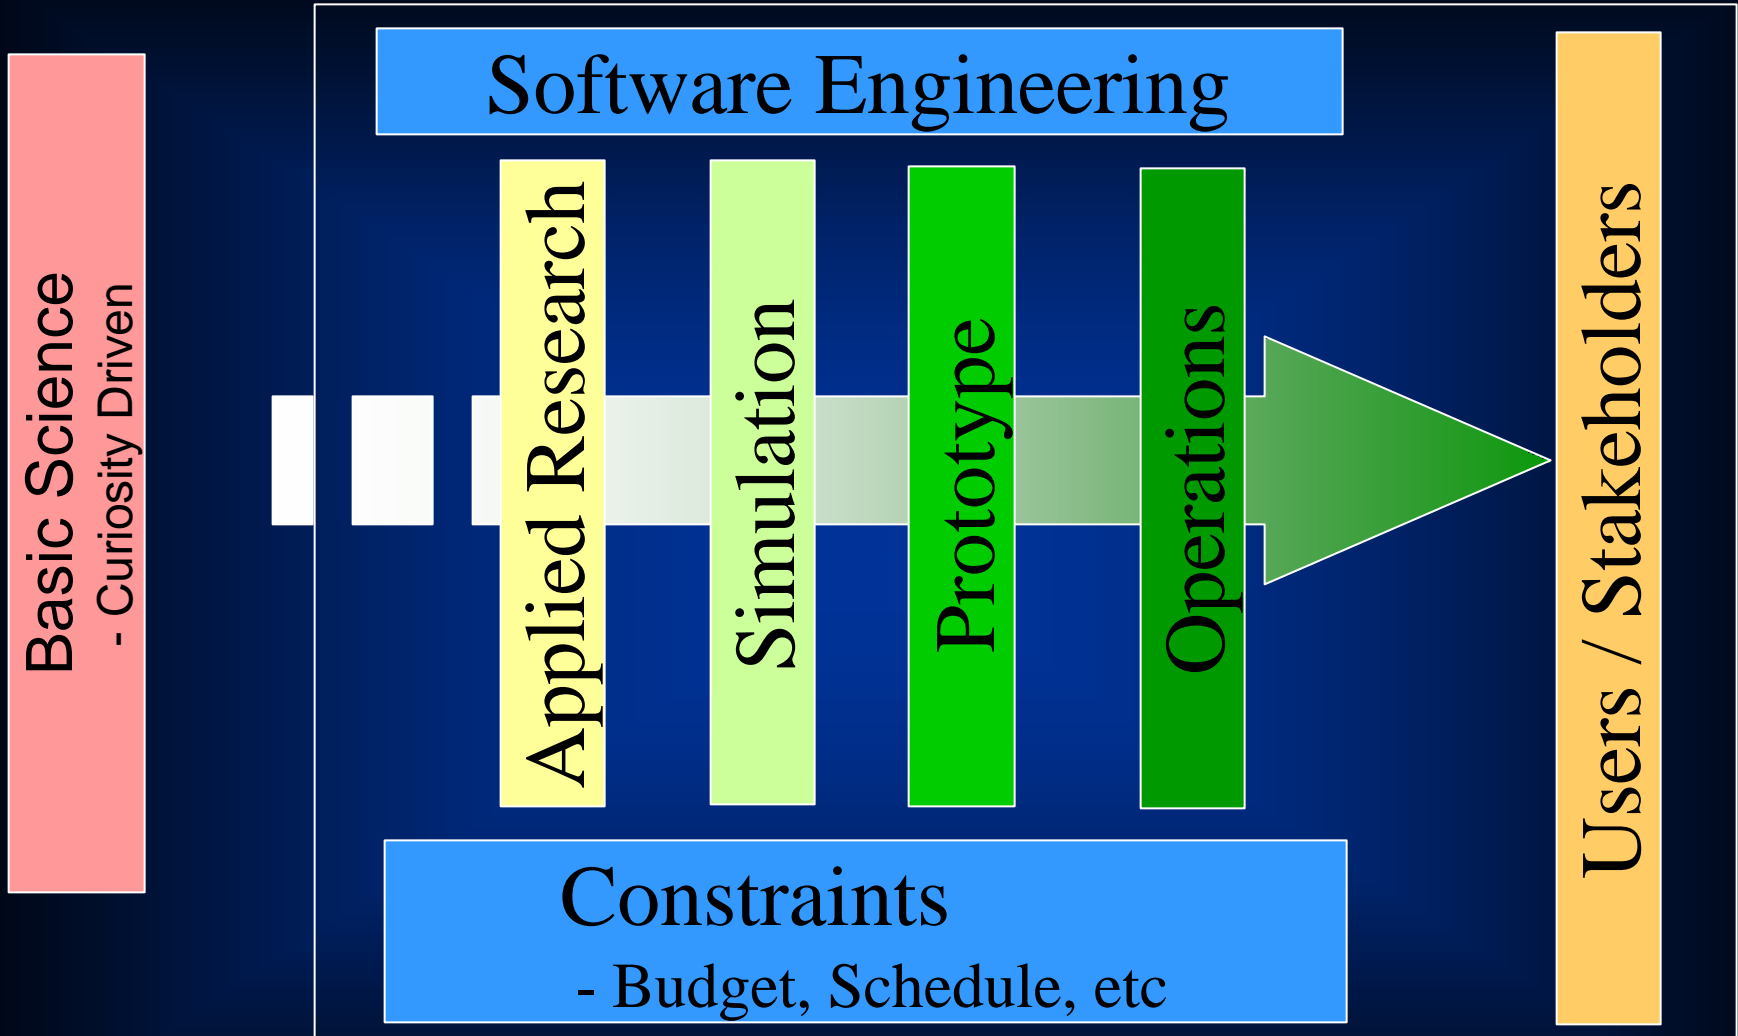 Basic Science
- Curiosity Driven
Software Engineering
Applied Research
Simulation
Prototype
Operations
Constraints
- Budget, Schedule, etc
Users / Stakeholders